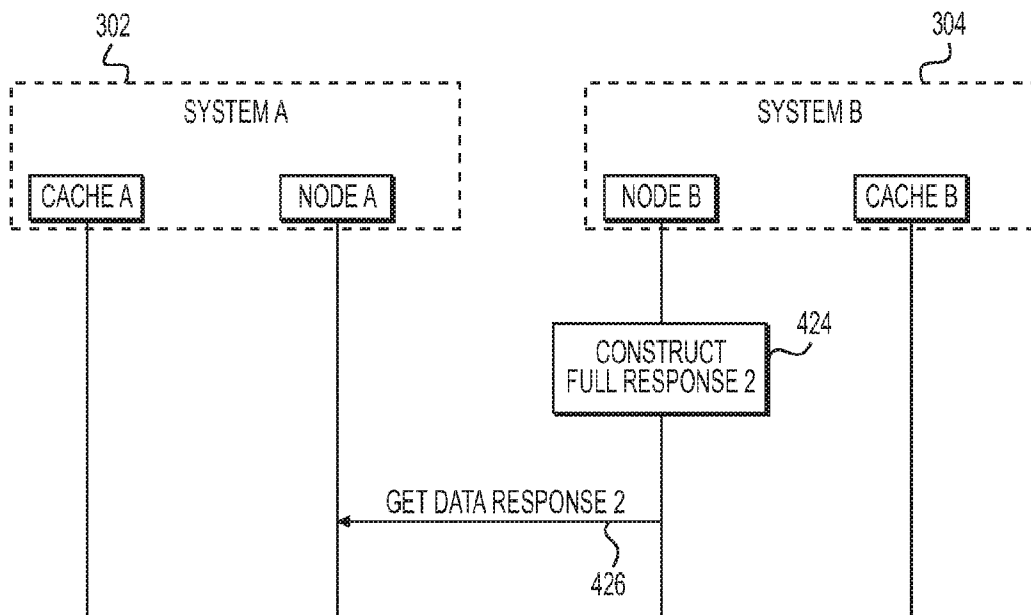 302
304
SYSTEM A
SYSTEM B
CACHE A
NODE A
NODE B
CACHE B
CONSTRUCT
FULL RESPONSE 2
424
GET DATA RESPONSE 2
426